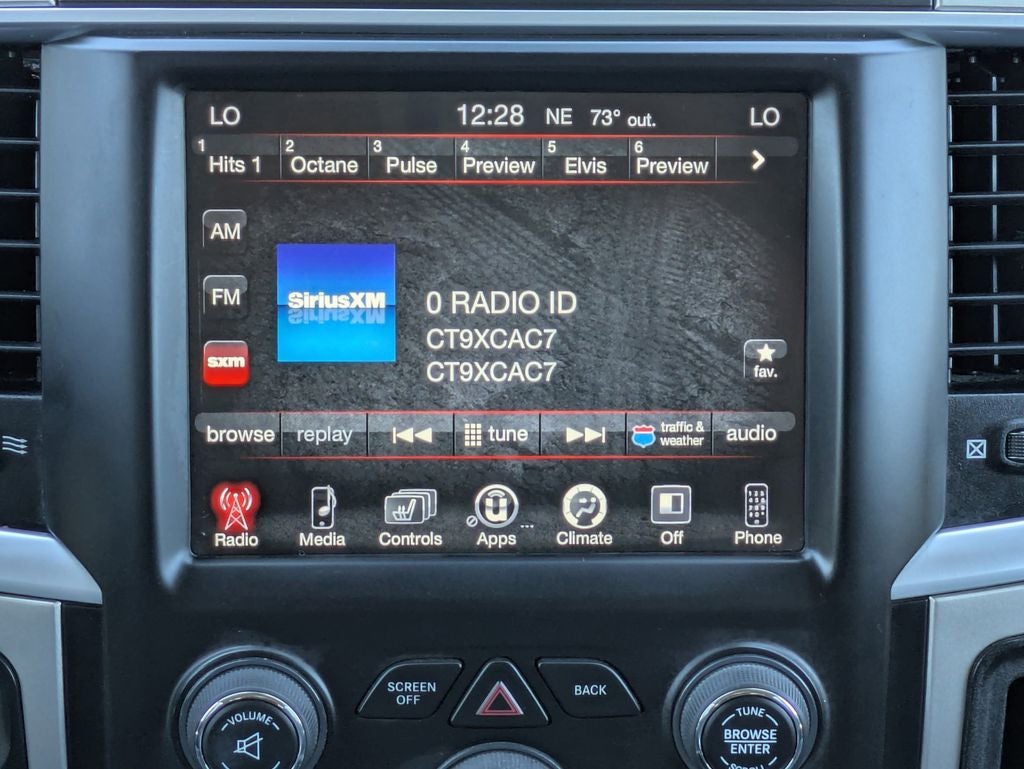 LO 12:28 NE 73° out. LO
1 Hits 1 2 Octane 3 Pulse 4 Preview 5 Elvis 6 Preview >
AM
FM
sxm
SiriusXM
0 RADIO ID
CT9XCAC7
CT9XCAC7
fav.
browse replay tune traffic & weather audio
Radio Media Controls Apps ... Climate Off Phone
SCREEN
OFF
BACK
VOLUME
TUNE
BROWSE
ENTER
SCROLL